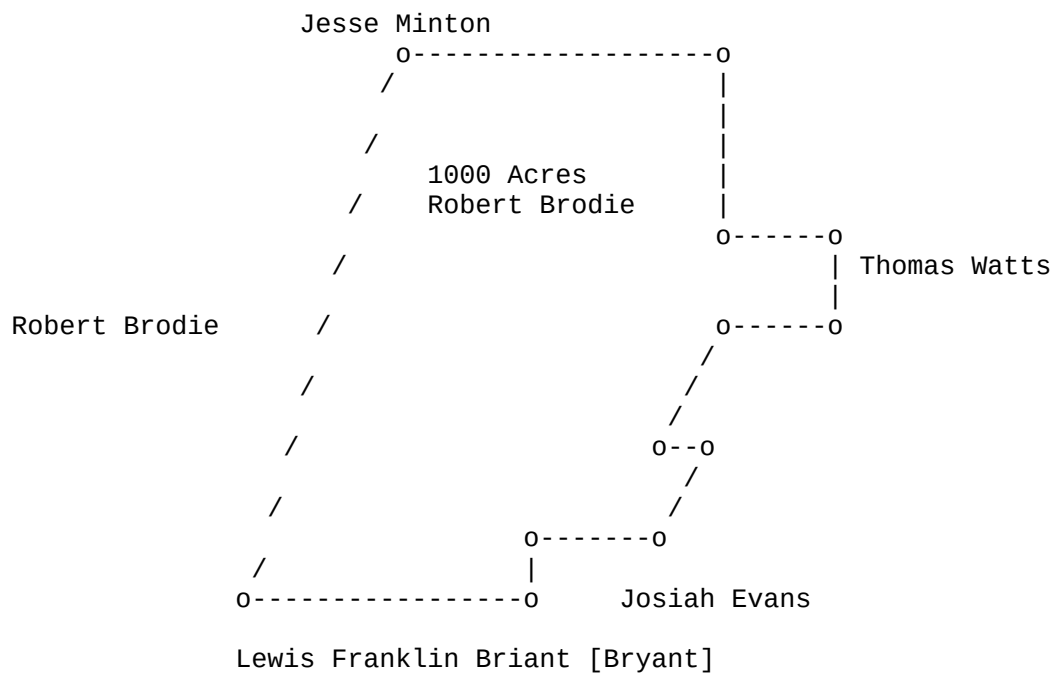 Jesse Minton
1000 Acres
Robert Brodie
Thomas Watts
Robert Brodie
Josiah Evans
Lewis Franklin Briant [Bryant]